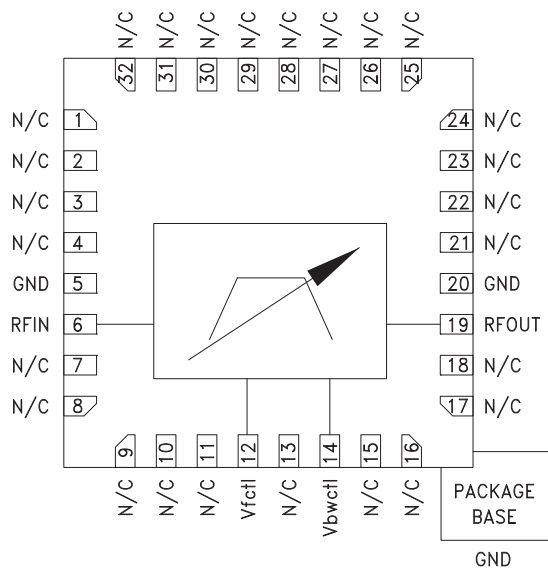 N/C N/C N/C N/C N/C N/C N/C N/C
32 31 30 29 28 27 26 25
N/C 1
N/C 2
N/C 3
N/C 4
GND 5
RFIN 6
N/C 7
N/C 8
24 N/C
23 N/C
22 N/C
21 N/C
20 GND
19 RFOUT
18 N/C
17 N/C
9 10 11 12 13 14 15 16
N/C N/C N/C Vfctl N/C Vbwctl N/C N/C
PACKAGE
BASE
GND